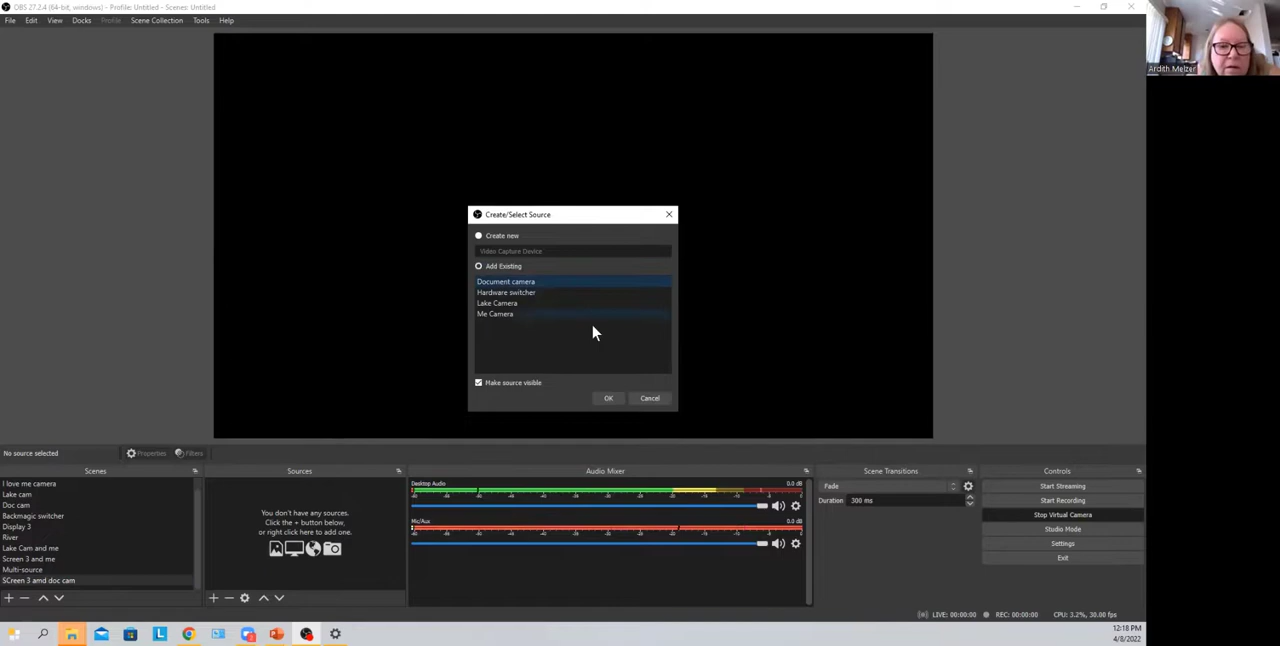 OBS 27.2.4 (64-bit, windows) - Profile: Untitled - Scenes: Untitled
File Edit View Docks Profile Scene Collection Tools Help
Ardith Melzer
Create/Select Source
Create new
Video Capture Device
Add Existing
Document camera
Hardware switcher
Lake Camera
Me Camera
Make source visible
OK Cancel
No source selected Properties Filters
Scenes
I love me camera
Lake cam
Doc cam
Backmagic switcher
Display 3
River
Lake Cam and me
Screen 3 and me
Multi-source
SCreen 3 amd doc cam
Sources
You don't have any sources.
Click the + button below,
or right click here to add one.
Audio Mixer
Desktop Audio 0.0 dB
Mic/Aux 0.0 dB
Scene Transitions
Fade
Duration: 300 ms
Controls
Start Streaming
Start Recording
Stop Virtual Camera
Studio Mode
Settings
Exit
LIVE: 00:00:00 REC: 00:00:00 CPU: 3.2%, 30.00 fps
12:18 PM
4/8/2022